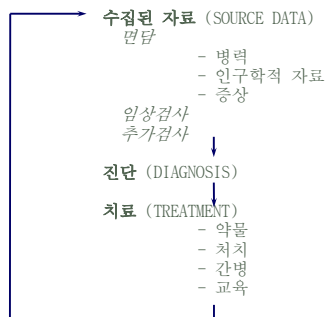 수집된 자료 (SOURCE DATA)
면담
- 병력
- 인구학적 자료
- 증상
임상검사
추가검사
진단 (DIAGNOSIS)
치료 (TREATMENT)
- 약물
- 처치
- 간병
- 교육